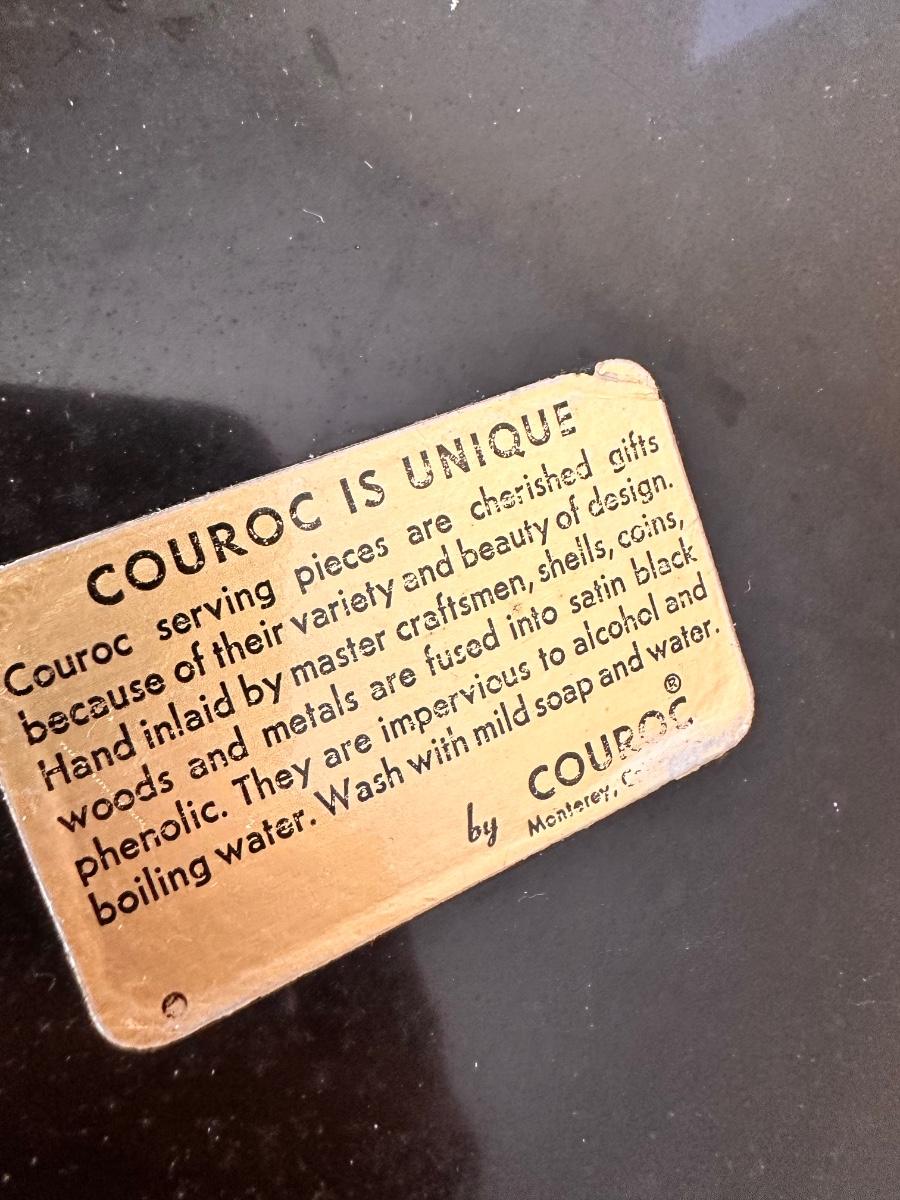 COUROC IS UNIQUE
Couroc serving pieces are cherished gifts
because of their variety and beauty of design.
Hand inlaid by master craftsmen, shells, coins,
woods and metals are fused into satin black
phenolic. They are impervious to alcohol and
boiling water. Wash with mild soap and water.
by COUROC®
Monterey,